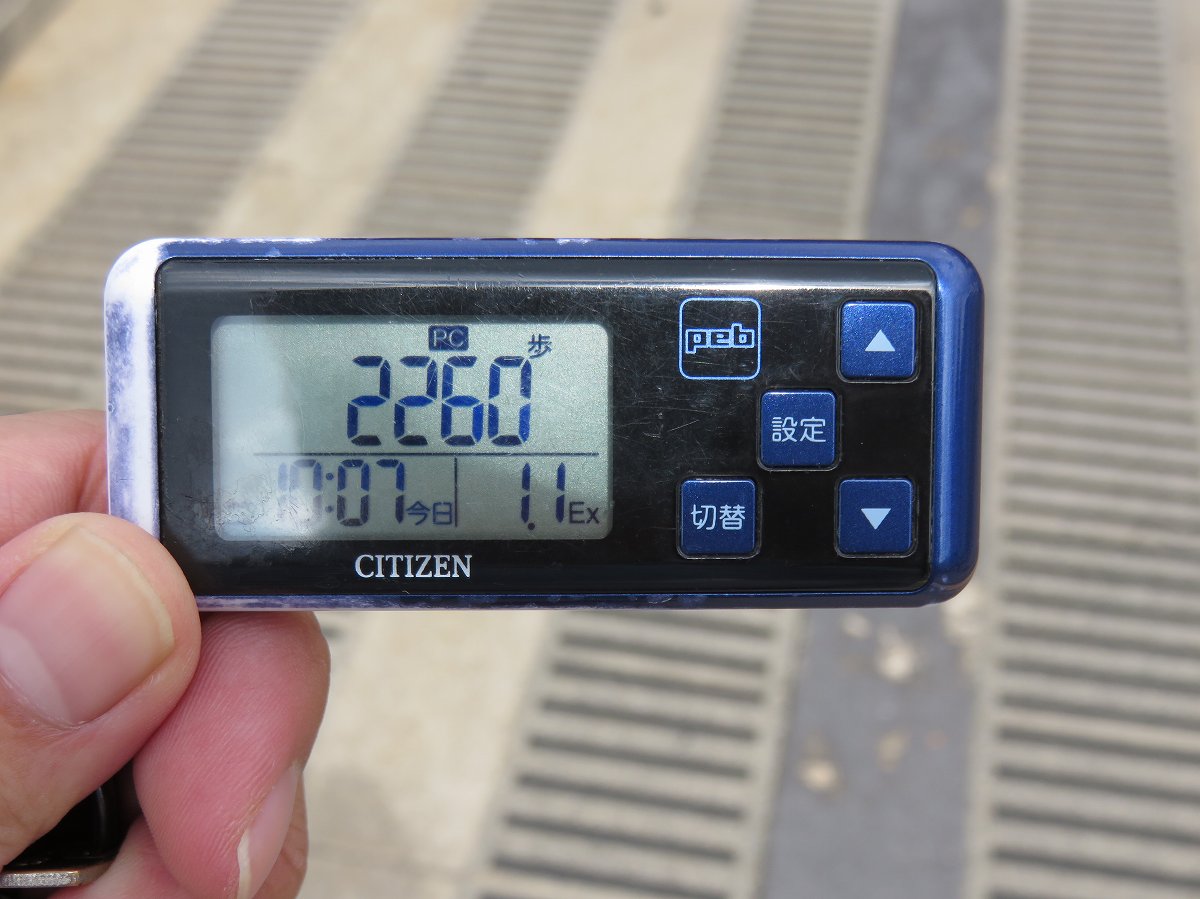 PC
歩
2260
10:07 今日 1.1 Ex
CITIZEN
peb
▲
設定
切替
▼